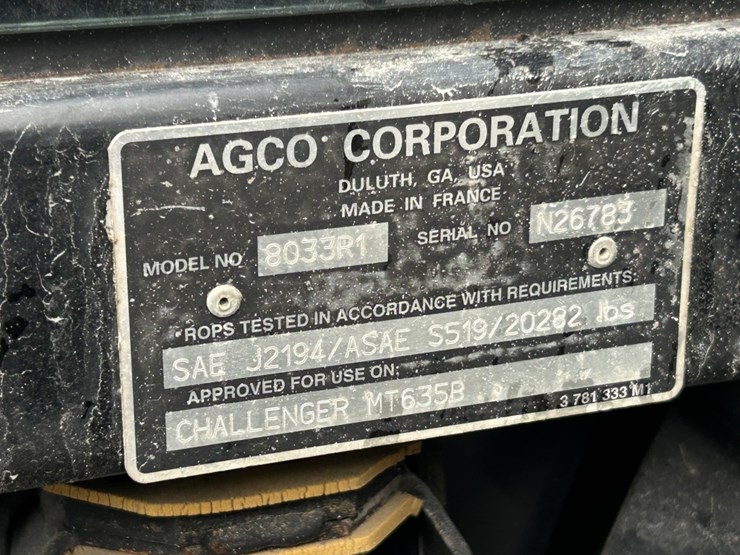 AGCO CORPORATION
DULUTH, GA, USA
MADE IN FRANCE
MODEL NO 8033R1 SERIAL NO N26783
ROPS TESTED IN ACCORDANCE WITH REQUIREMENTS:
SAE J2194/ASAE S519/20282 lbs
APPROVED FOR USE ON:
CHALLENGER MT635B
3 781 333 M1